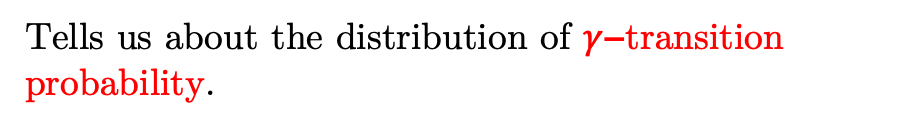 Tells us about the distribution of γ–transition
probability.